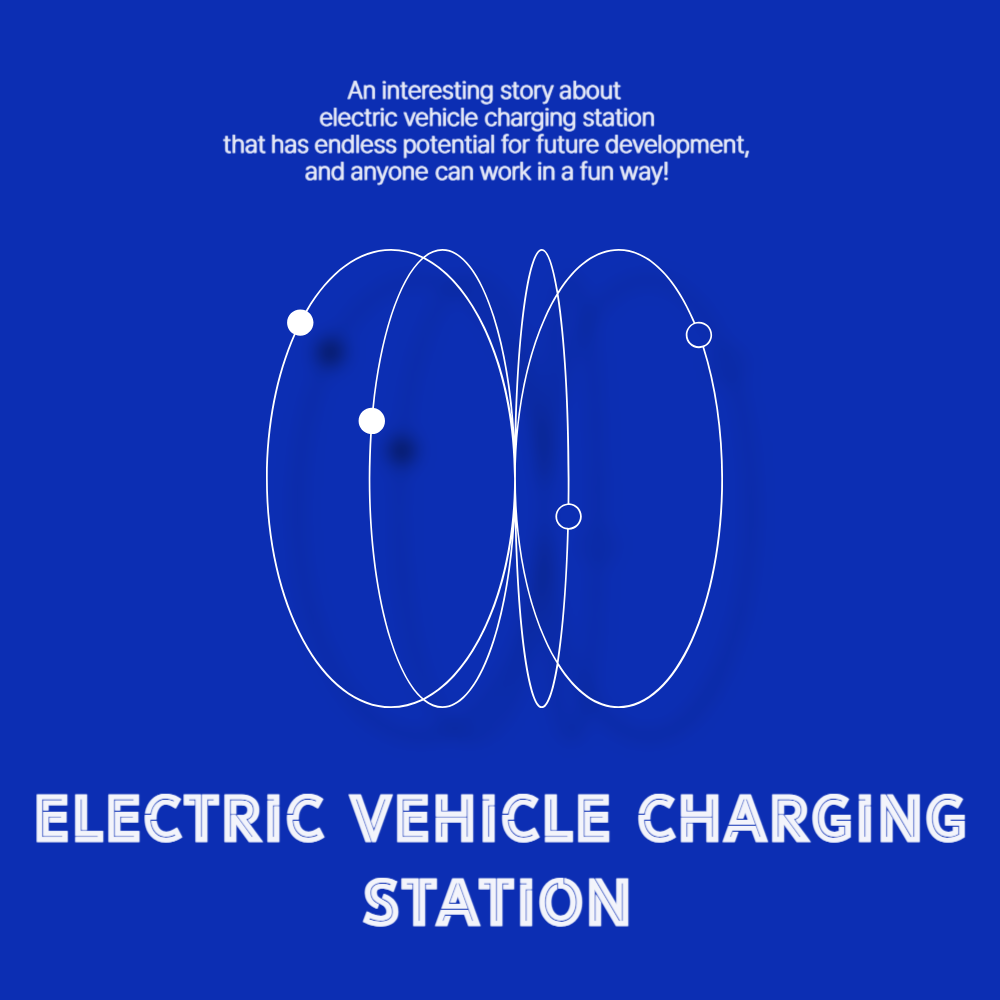 An interesting story about
electric vehicle charging station
that has endless potential for future development,
and anyone can work in a fun way!
ELECTRIC VEHICLE CHARGING
STATION